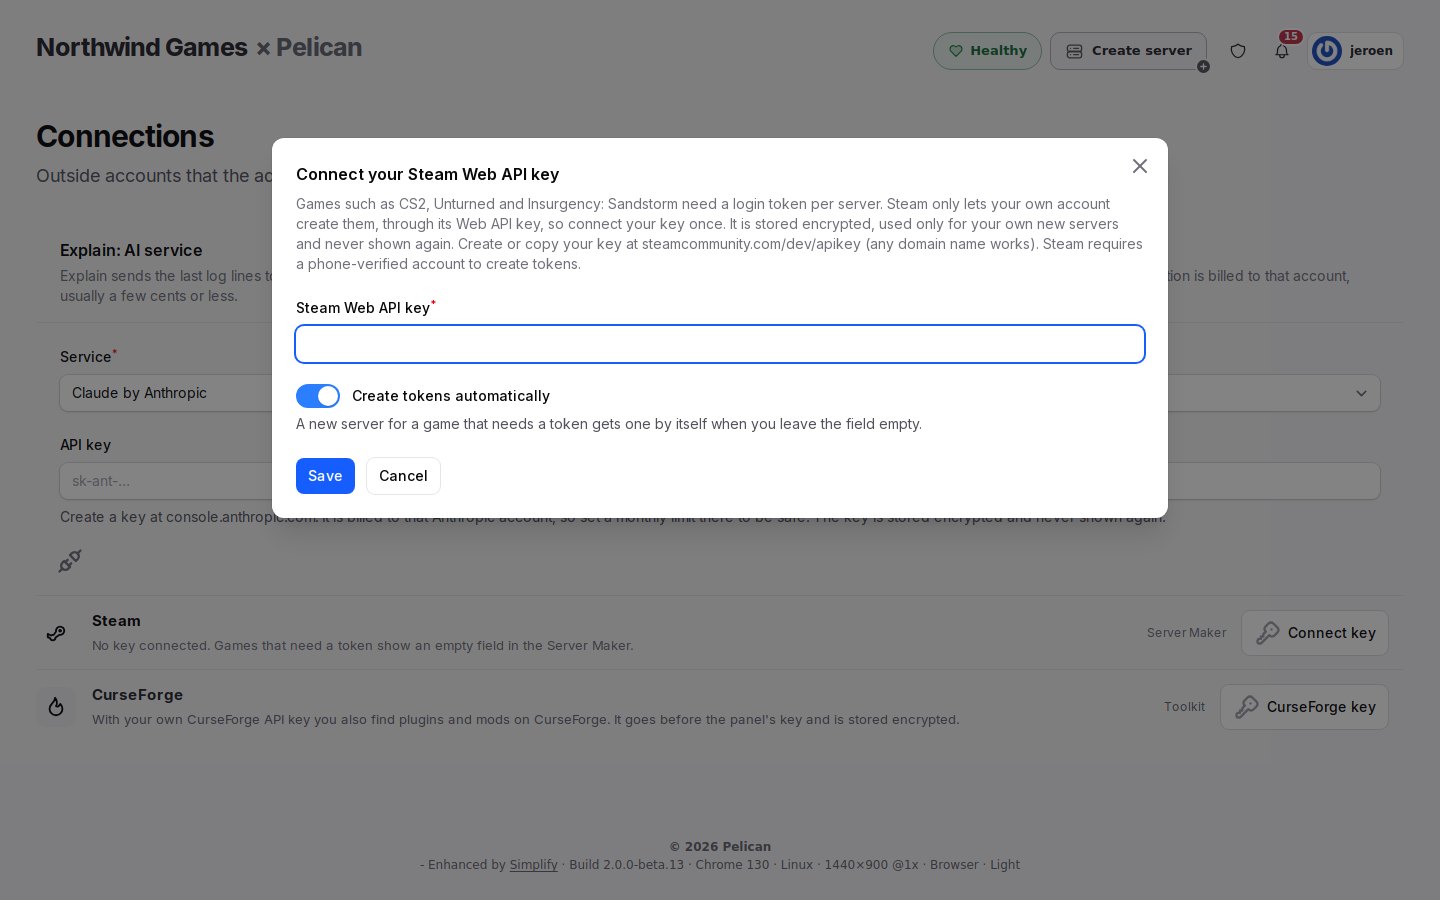 Northwind Games × Pelican
Healthy
Create server
15
jeroen
Connections
Outside accounts that the ad
Explain: AI service
Explain sends the last log lines to
tion is billed to that account,
usually a few cents or less.
Service*
Claude by Anthropic
API key
sk-ant-...
Create a key at console.anthropic.com. It is billed to that Anthropic account, so set a monthly limit there to be safe. The key is stored encrypted and never shown again.
Connect your Steam Web API key
Games such as CS2, Unturned and Insurgency: Sandstorm need a login token per server. Steam only lets your own account
create them, through its Web API key, so connect your key once. It is stored encrypted, used only for your own new servers
and never shown again. Create or copy your key at steamcommunity.com/dev/apikey (any domain name works). Steam requires
a phone-verified account to create tokens.
Steam Web API key*
Create tokens automatically
A new server for a game that needs a token gets one by itself when you leave the field empty.
Save
Cancel
Steam
No key connected. Games that need a token show an empty field in the Server Maker.
Server Maker
Connect key
CurseForge
With your own CurseForge API key you also find plugins and mods on CurseForge. It goes before the panel's key and is stored encrypted.
Toolkit
CurseForge key
© 2026 Pelican
- Enhanced by Simplify · Build 2.0.0-beta.13 · Chrome 130 · Linux · 1440×900 @1x · Browser · Light